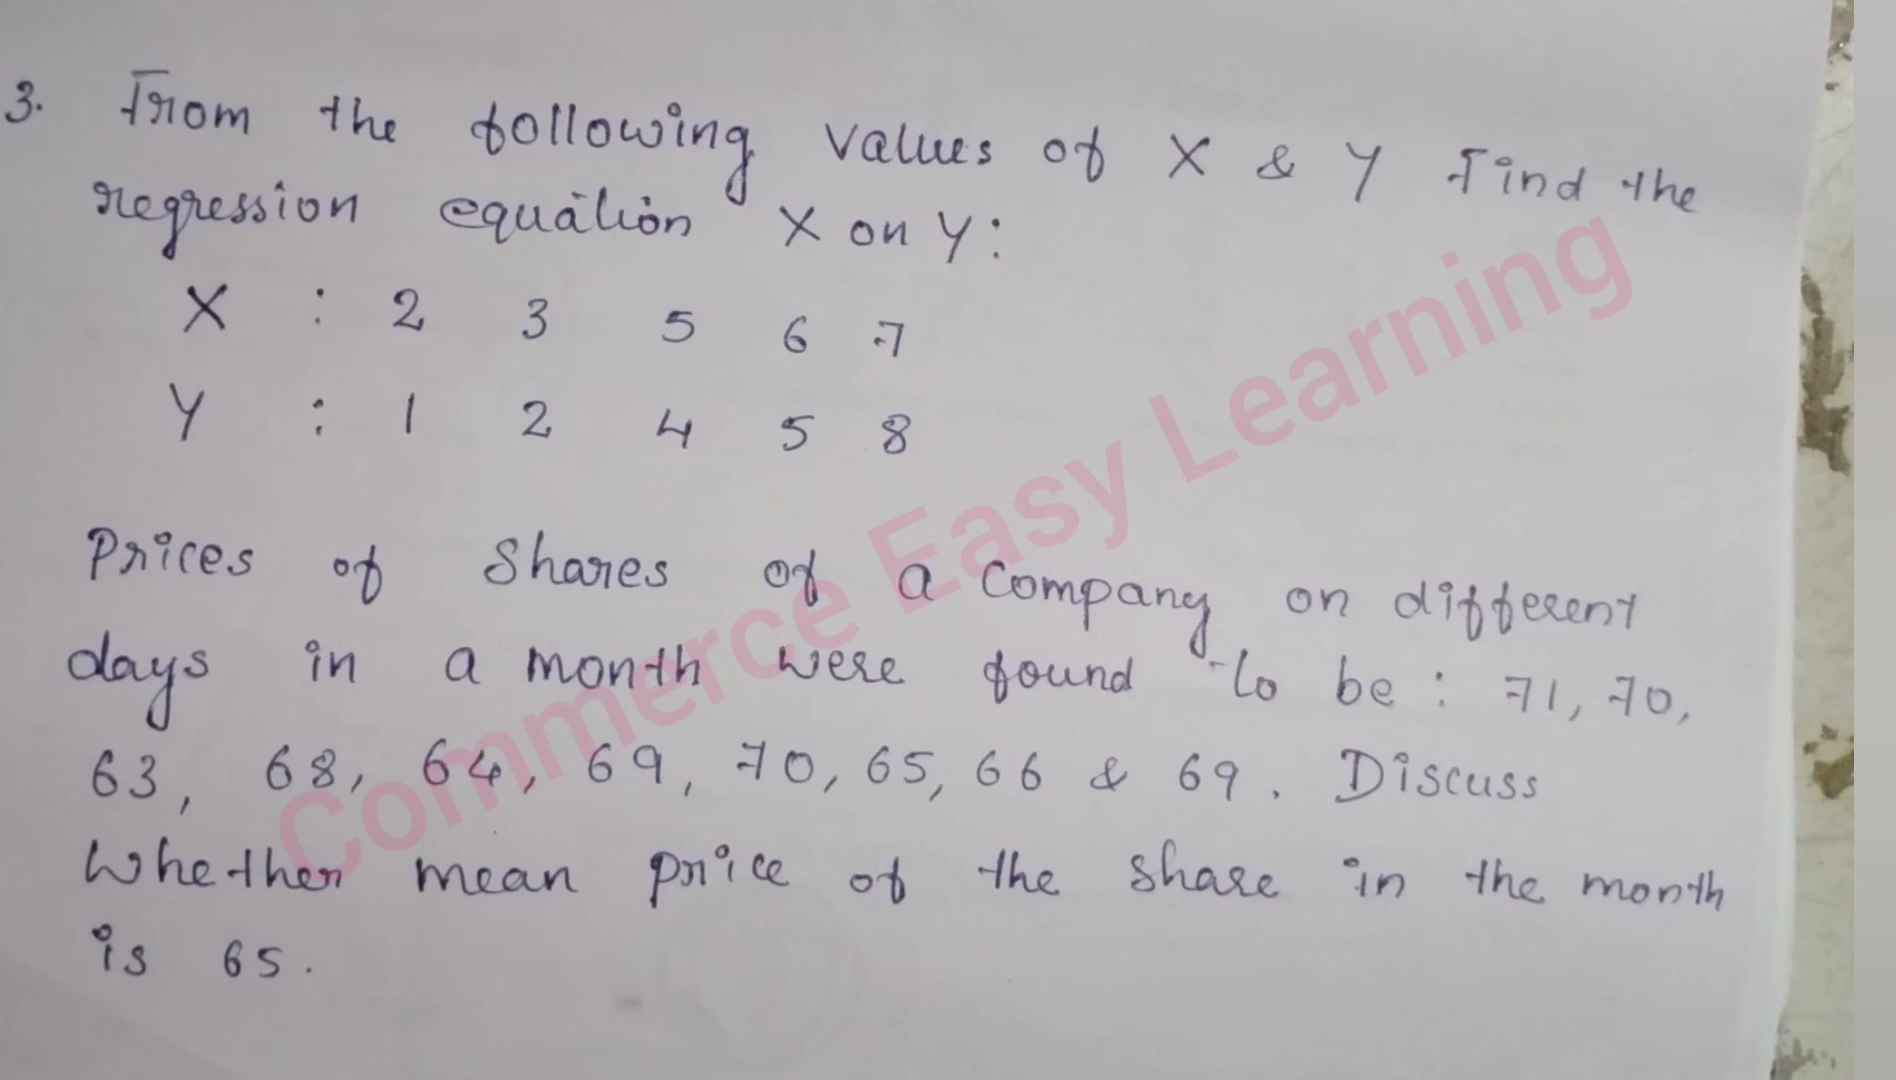 3. From the following values of X & Y Find the
regression equation X on Y:
X : 2 3 5 6 7
Y : 1 2 4 5 8
Prices of Shares of a Company on different
days in a month were found to be : 71, 70,
63, 68, 64, 69, 70, 65, 66 & 69. Discuss
Whether mean price of the share in the month
is 65.
Commerce Easy Learning